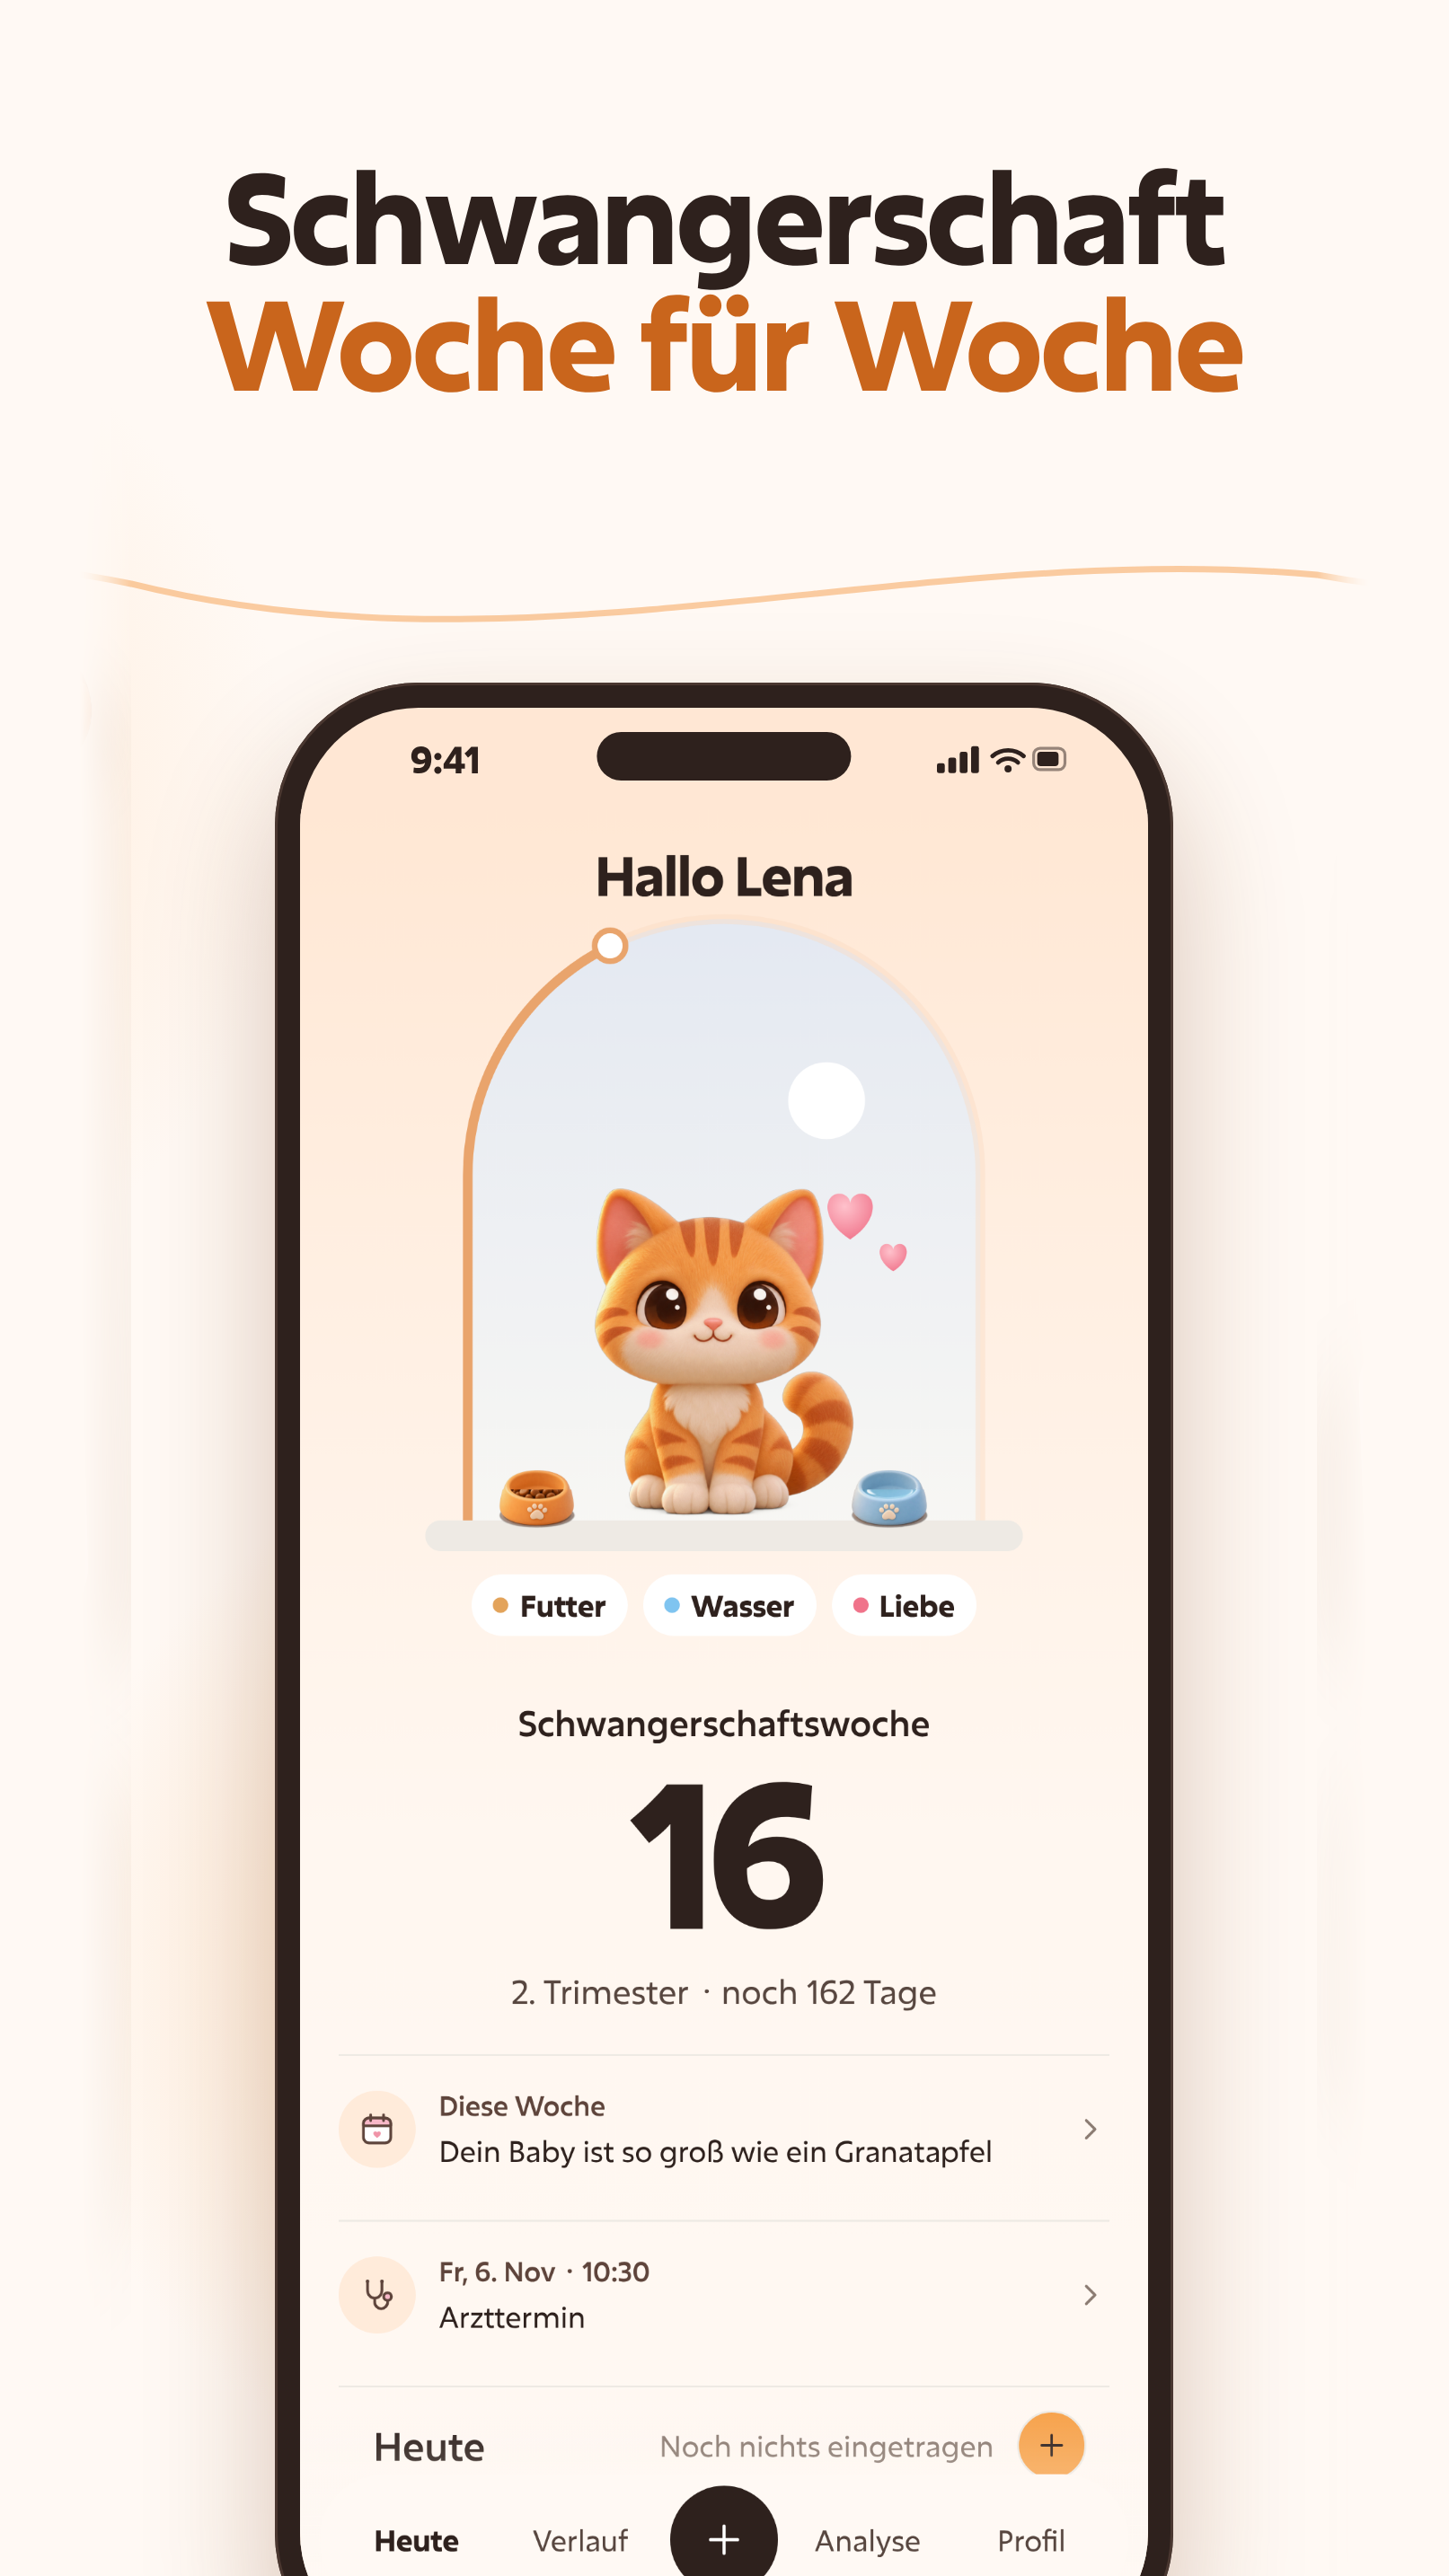 Schwangerschaft
Woche für Woche
9:41
Hallo Lena
Futter
Wasser
Liebe
Schwangerschaftswoche
16
2. Trimester · noch 162 Tage
Diese Woche
Dein Baby ist so groß wie ein Granatapfel
Fr, 6. Nov · 10:30
Arzttermin
Heute
Noch nichts eingetragen
Heute
Verlauf
Analyse
Profil